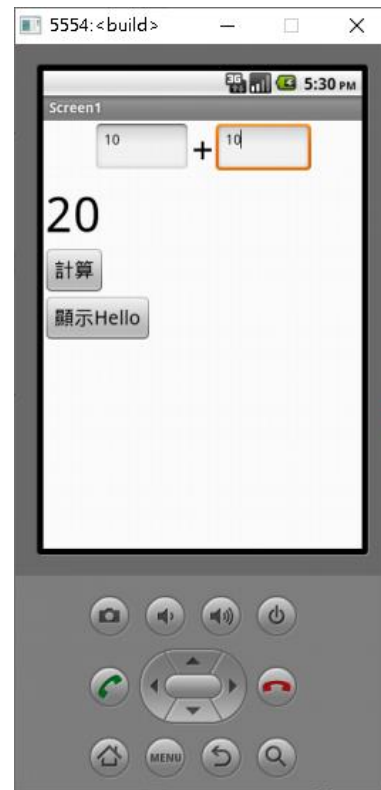 5554:<build>
3G 5:30 PM
Screen1
10 + 10
20
計算
顯示Hello
MENU